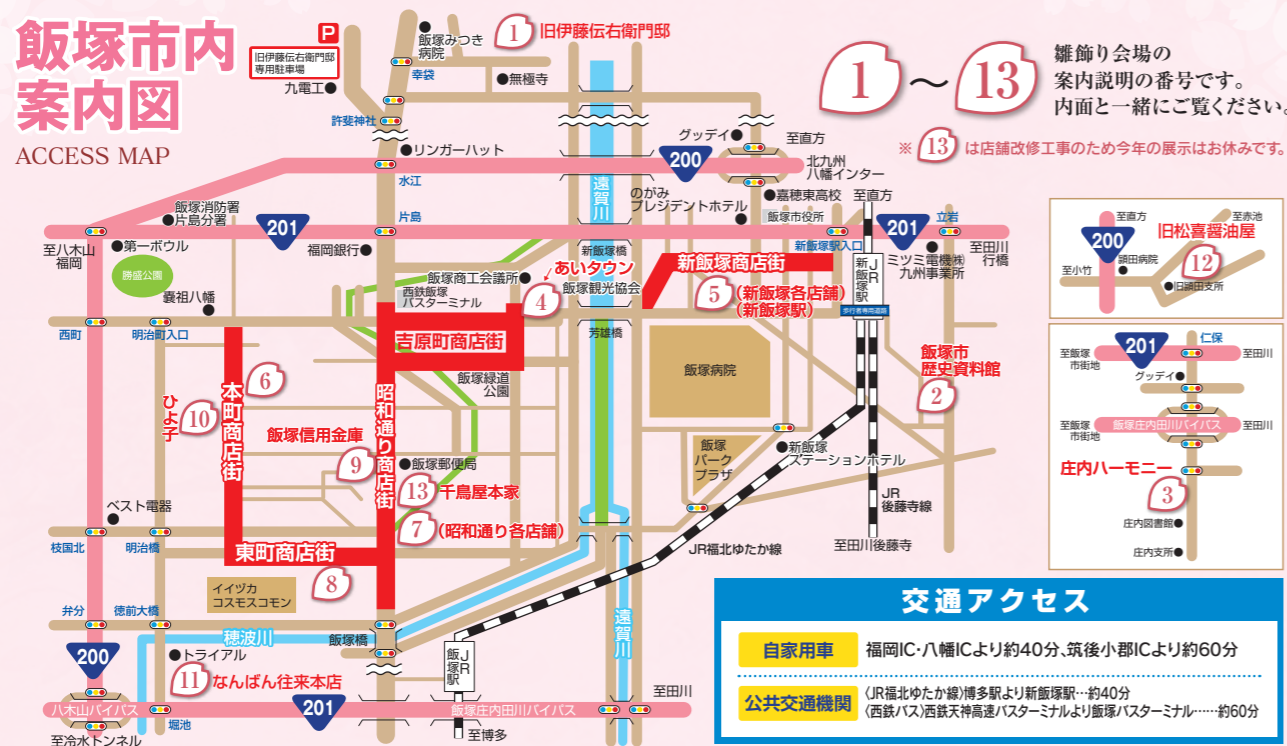 飯塚市内
案内図
ACCESS MAP
P
旧伊藤伝右衛門邸
専用駐車場
九電工
飯塚みつき
病院
幸袋
1
旧伊藤伝右衛門邸
無極寺
許斐神社
1 〜 13
雛飾り会場の
案内説明の番号です。
内面と一緒にご覧ください。
※ 13 は店舗改修工事のため今年の展示はお休みです。
リンガーハット
水江
遠賀川
200
グッデイ
至直方
北九州
八幡インター
のがみ
プレジデントホテル
嘉穂東高校
至直方
飯塚市役所
飯塚消防署
片島分署
201
片島
福岡銀行
新飯塚橋
新飯塚駅入口
201
立岩
至八木山
福岡
第一ボウル
勝盛公園
ミツミ電機㈱
九州事業所
至田川
行橋
曩祖八幡
飯塚商工会議所
西鉄飯塚
バスターミナル
4
あいタウン
飯塚観光協会
新飯塚商店街
5
(新飯塚各店舗)
(新飯塚駅)
JR
新飯塚駅
歩行者専用道路
西町
明治町入口
吉原町商店街
芳雄橋
飯塚病院
飯塚市
歴史資料館
2
飯塚緑道
公園
6
本町商店街
ひよ子
10
昭和通り商店街
飯塚信用金庫
9
飯塚郵便局
13
千鳥屋本家
7
(昭和通り各店舗)
飯塚
パーク
プラザ
新飯塚
ステーションホテル
JR
後藤寺線
ベスト電器
枝国北
明治橋
東町商店街
8
イイヅカ
コスモスコモン
JR福北ゆたか線
至田川後藤寺
弁分
徳前大橋
穂波川
飯塚橋
遠賀川
200
トライアル
11
なんばん往来本店
JR
飯塚駅
八木山バイパス
堀池
201
飯塚庄内田川バイパス
至田川
至冷水トンネル
至博多
至直方
至赤池
200
旧松喜醤油屋
頴田病院
12
至小竹
旧頴田支所
201
仁保
至飯塚
市街地
至田川
グッデイ
至飯塚
市街地
飯塚庄内田川バイパス
至田川
庄内ハーモニー
3
庄内図書館
庄内支所
交通アクセス
自家用車 福岡IC・八幡ICより約40分、筑後小郡ICより約60分
公共交通機関 〈JR福北ゆたか線〉博多駅より新飯塚駅…約40分
〈西鉄バス〉西鉄天神高速バスターミナルより飯塚バスターミナル……約60分